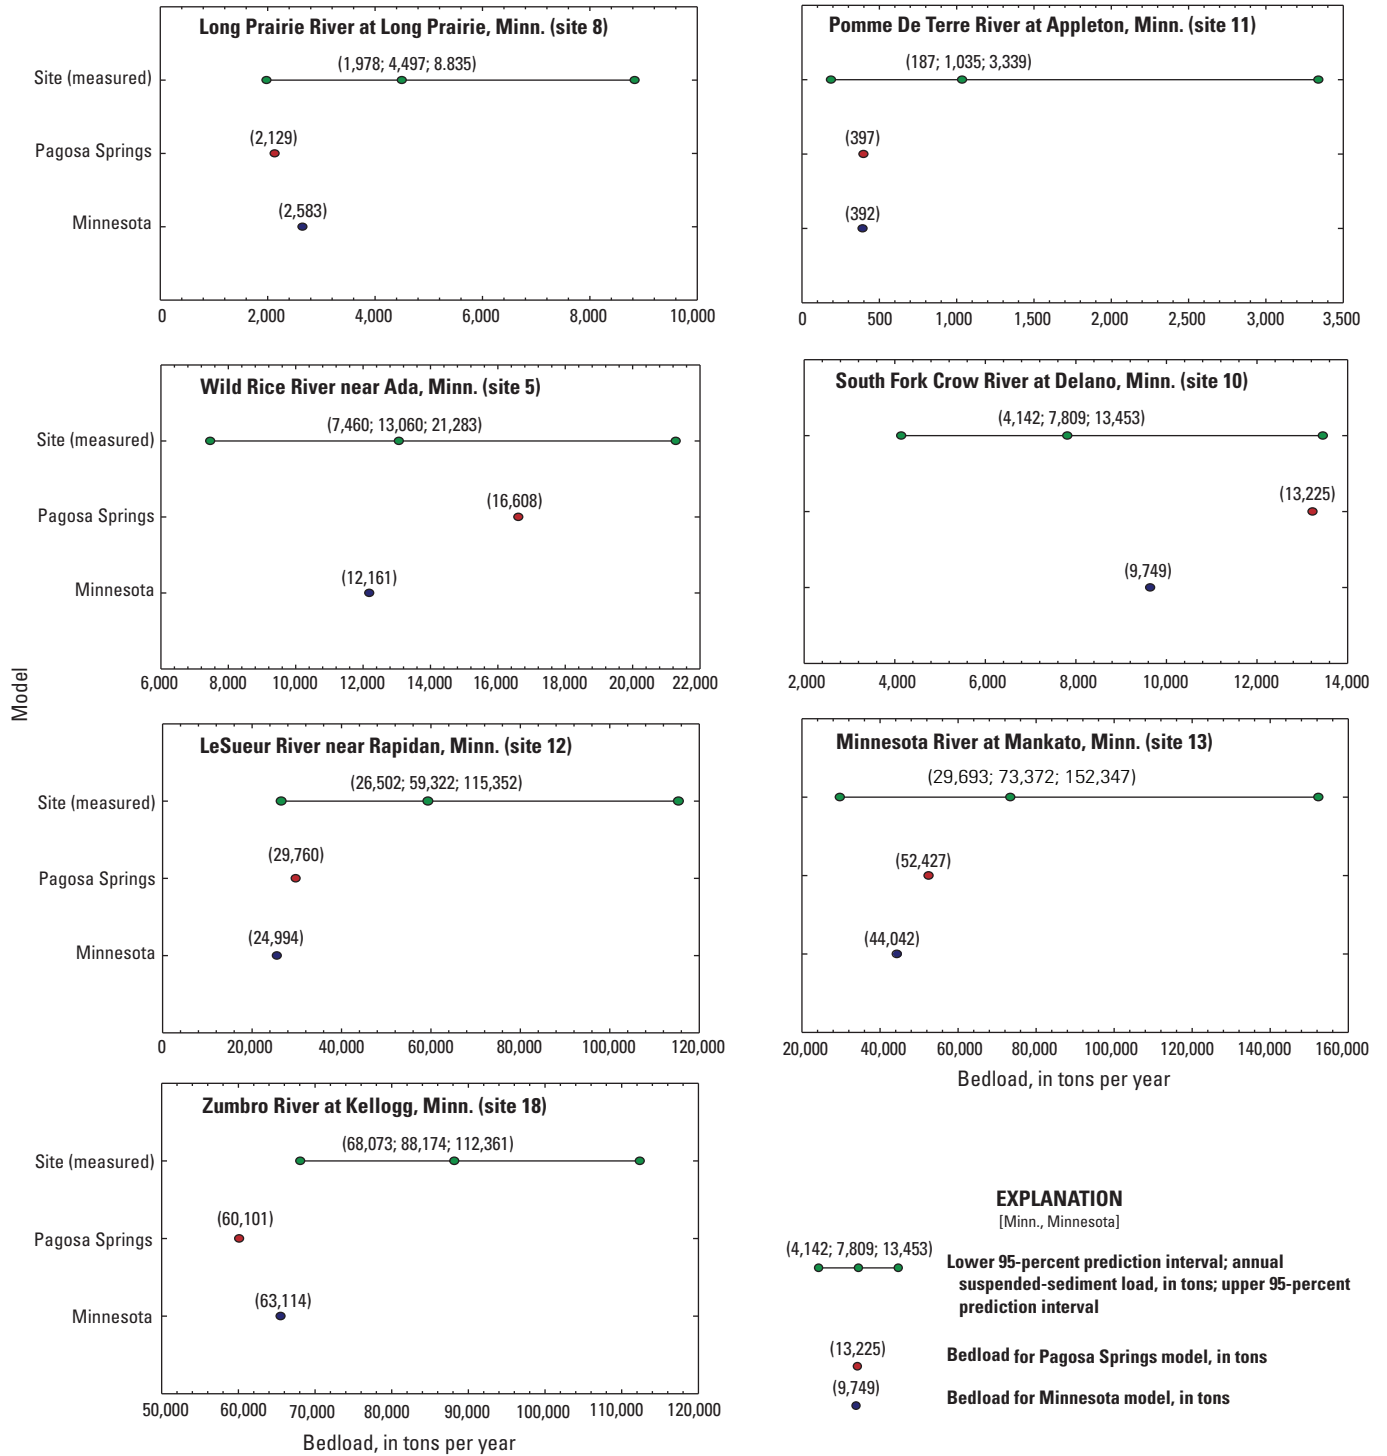 Long Prairie River at Long Prairie, Minn. (site 8)
Site (measured)
(1,978; 4,497; 8.835)
Pagosa Springs
(2,129)
Minnesota
(2,583)
0 2,000 4,000 6,000 8,000 10,000
Pomme De Terre River at Appleton, Minn. (site 11)
(187; 1,035; 3,339)
(397)
(392)
0 500 1,000 1,500 2,000 2,500 3,000 3,500
Wild Rice River near Ada, Minn. (site 5)
Site (measured)
(7,460; 13,060; 21,283)
Pagosa Springs
(16,608)
Minnesota
(12,161)
6,000 8,000 10,000 12,000 14,000 16,000 18,000 20,000 22,000
South Fork Crow River at Delano, Minn. (site 10)
(4,142; 7,809; 13,453)
(13,225)
(9,749)
2,000 4,000 8,000 10,000 12,000 14,000
Model
LeSueur River near Rapidan, Minn. (site 12)
Site (measured)
(26,502; 59,322; 115,352)
Pagosa Springs
(29,760)
Minnesota
(24,994)
0 20,000 40,000 60,000 80,000 100,000 120,000
Minnesota River at Mankato, Minn. (site 13)
(29,693; 73,372; 152,347)
(52,427)
(44,042)
20,000 40,000 60,000 80,000 100,000 120,000 140,000 160,000
Bedload, in tons per year
Zumbro River at Kellogg, Minn. (site 18)
Site (measured)
(68,073; 88,174; 112,361)
Pagosa Springs
(60,101)
Minnesota
(63,114)
50,000 60,000 70,000 80,000 90,000 100,000 110,000 120,000
Bedload, in tons per year
EXPLANATION
[Minn., Minnesota]
(4,142; 7,809; 13,453)
Lower 95-percent prediction interval; annual
suspended-sediment load, in tons; upper 95-percent
prediction interval
(13,225)
Bedload for Pagosa Springs model, in tons
(9,749)
Bedload for Minnesota model, in tons